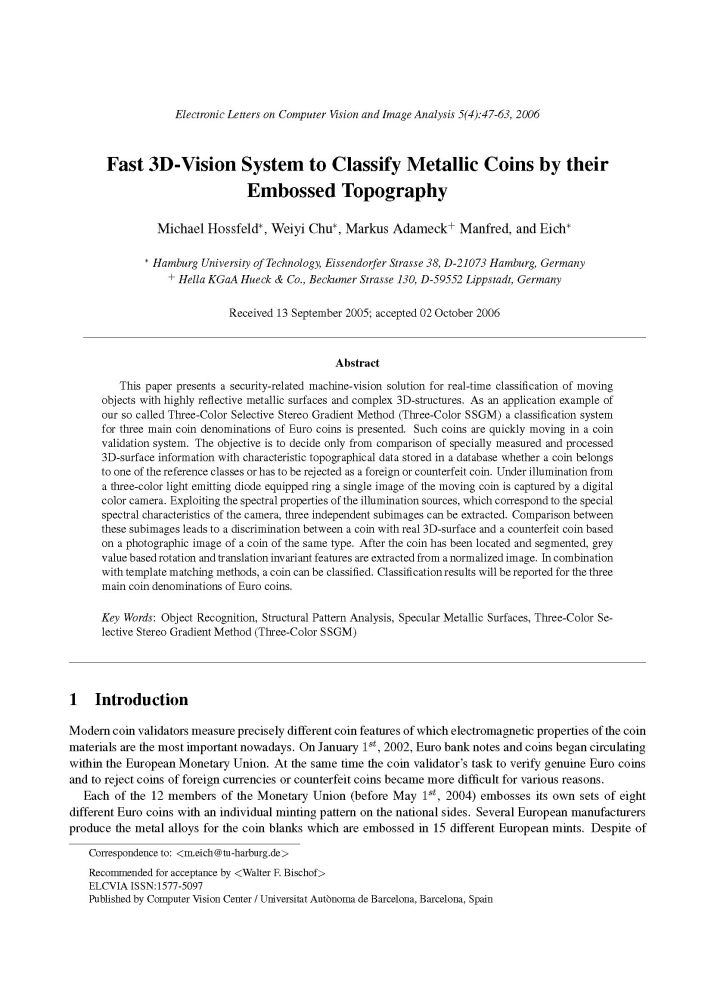 Electronic Letters on Computer Vision and Image Analysis 5(4):47-63, 2006
Fast 3D-Vision System to Classify Metallic Coins by their
Embossed Topography
Michael Hossfeld*, Weiyi Chu*, Markus Adameck+ Manfred, and Eich*
* Hamburg University of Technology, Eissendorfer Strasse 38, D-21073 Hamburg, Germany
+ Hella KGaA Hueck & Co., Beckumer Strasse 130, D-59552 Lippstadt, Germany
Received 13 September 2005; accepted 02 October 2006
Abstract
This paper presents a security-related machine-vision solution for real-time classification of moving
objects with highly reflective metallic surfaces and complex 3D-structures. As an application example of
our so called Three-Color Selective Stereo Gradient Method (Three-Color SSGM) a classification system
for three main coin denominations of Euro coins is presented. Such coins are quickly moving in a coin
validation system. The objective is to decide only from comparison of specially measured and processed
3D-surface information with characteristic topographical data stored in a database whether a coin belongs
to one of the reference classes or has to be rejected as a foreign or counterfeit coin. Under illumination from
a three-color light emitting diode equipped ring a single image of the moving coin is captured by a digital
color camera. Exploiting the spectral properties of the illumination sources, which correspond to the special
spectral characteristics of the camera, three independent subimages can be extracted. Comparison between
these subimages leads to a discrimination between a coin with real 3D-surface and a counterfeit coin based
on a photographic image of a coin of the same type. After the coin has been located and segmented, grey
value based rotation and translation invariant features are extracted from a normalized image. In combination
with template matching methods, a coin can be classified. Classification results will be reported for the three
main coin denominations of Euro coins.
Key Words: Object Recognition, Structural Pattern Analysis, Specular Metallic Surfaces, Three-Color Se-
lective Stereo Gradient Method (Three-Color SSGM)
1 Introduction
Modern coin validators measure precisely different coin features of which electromagnetic properties of the coin
materials are the most important nowadays. On January 1st, 2002, Euro bank notes and coins began circulating
within the European Monetary Union. At the same time the coin validator's task to verify genuine Euro coins
and to reject coins of foreign currencies or counterfeit coins became more difficult for various reasons.
Each of the 12 members of the Monetary Union (before May 1st, 2004) embosses its own sets of eight
different Euro coins with an individual minting pattern on the national sides. Several European manufacturers
produce the metal alloys for the coin blanks which are embossed in 15 different European mints. Despite of
Correspondence to: <m.eich@tu-harburg.de>
Recommended for acceptance by <Walter F. Bischof>
ELCVIA ISSN:1577-5097
Published by Computer Vision Center / Universitat Autònoma de Barcelona, Barcelona, Spain